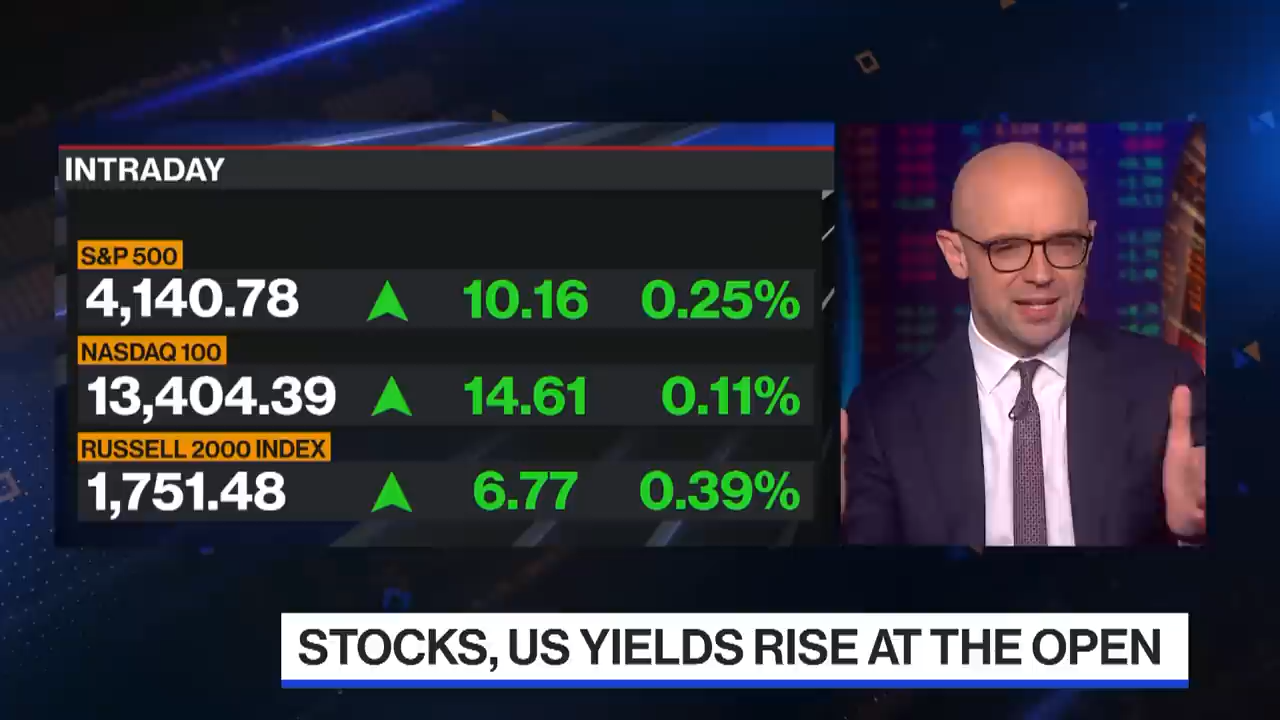 INTRADAY
S&P 500
4,140.78 ▲ 10.16 0.25%
NASDAQ 100
13,404.39 ▲ 14.61 0.11%
RUSSELL 2000 INDEX
1,751.48 ▲ 6.77 0.39%
STOCKS, US YIELDS RISE AT THE OPEN